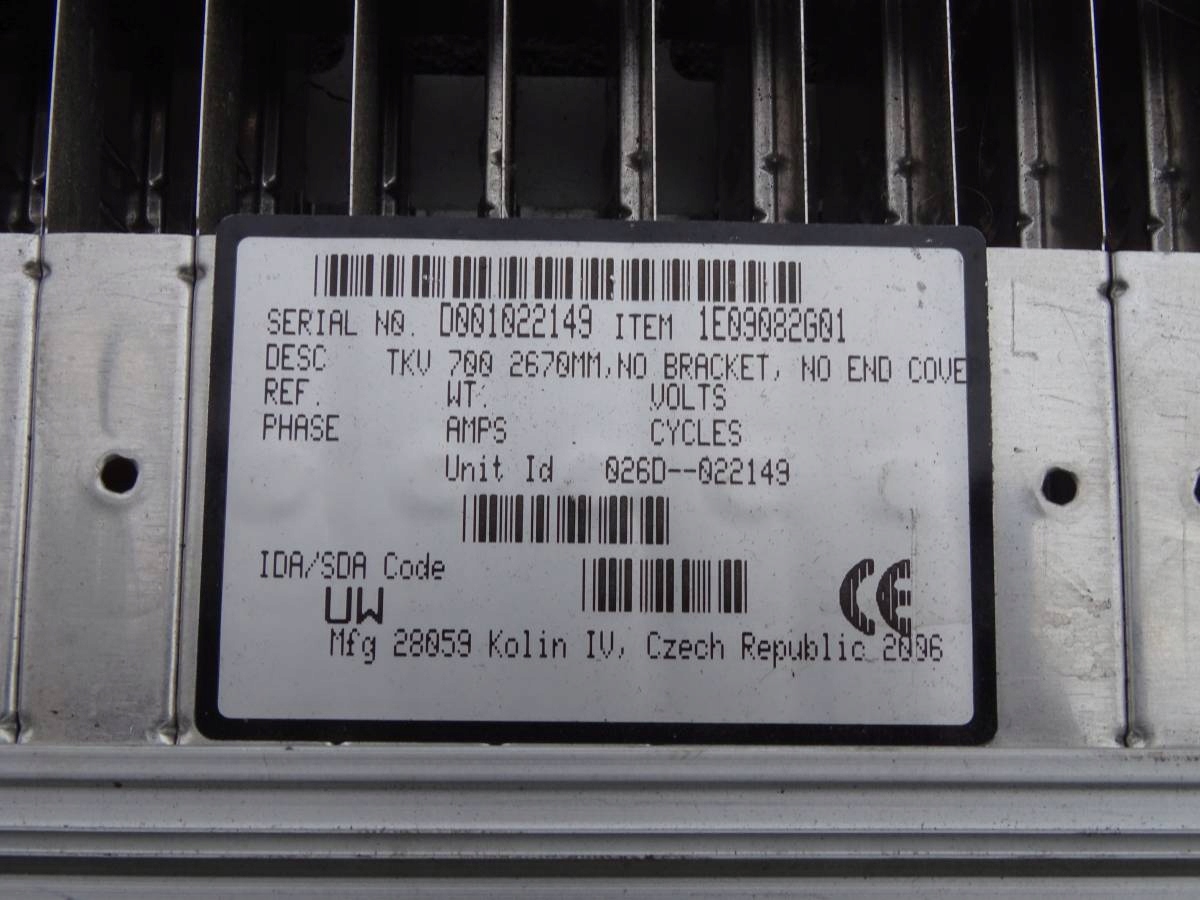 SERIAL NO. D001022149 ITEM 1E09082G01
DESC TKV 700 2670MM,NO BRACKET, NO END COVE
REF. WT. VOLTS
PHASE AMPS CYCLES
Unit Id 026D--022149
IDA/SDA Code
UW
CE
Mfg 28059 Kolin IV, Czech Republic 2006